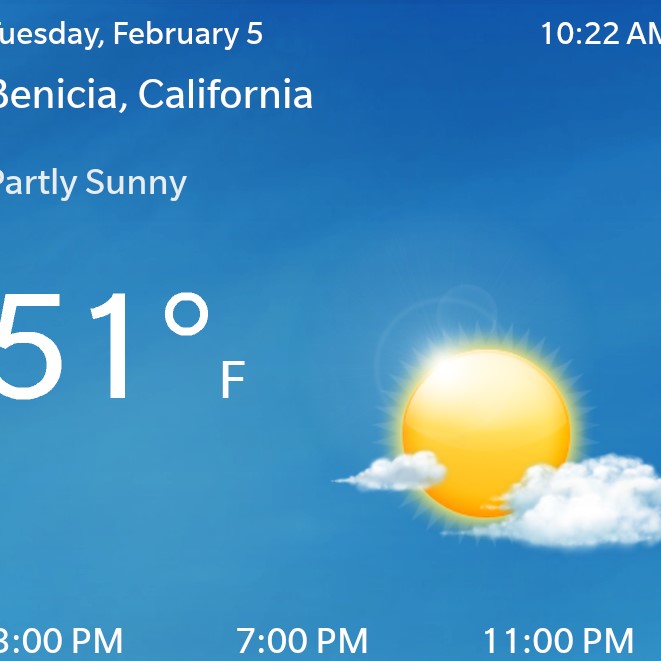 Tuesday, February 5 10:22 AM
Benicia, California
Partly Sunny
51° F
3:00 PM 7:00 PM 11:00 PM